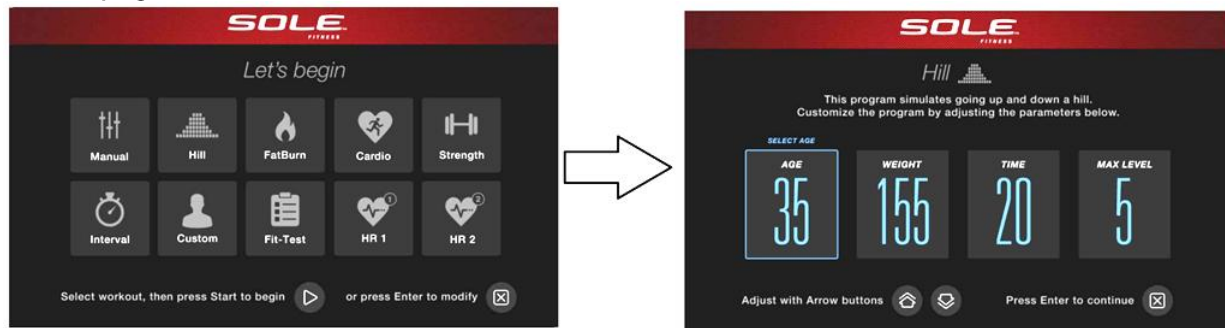 SOLE
FITNESS
Let's begin
Manual
Hill
FatBurn
Cardio
Strength
Interval
Custom
Fit-Test
1
HR 1
2
HR 2
Select workout, then press Start to begin
or press Enter to modify
SOLE
FITNESS
Hill
This program simulates going up and down a hill.
Customize the program by adjusting the parameters below.
SELECT AGE
AGE
35
WEIGHT
155
TIME
20
MAX LEVEL
5
Adjust with Arrow buttons
Press Enter to continue